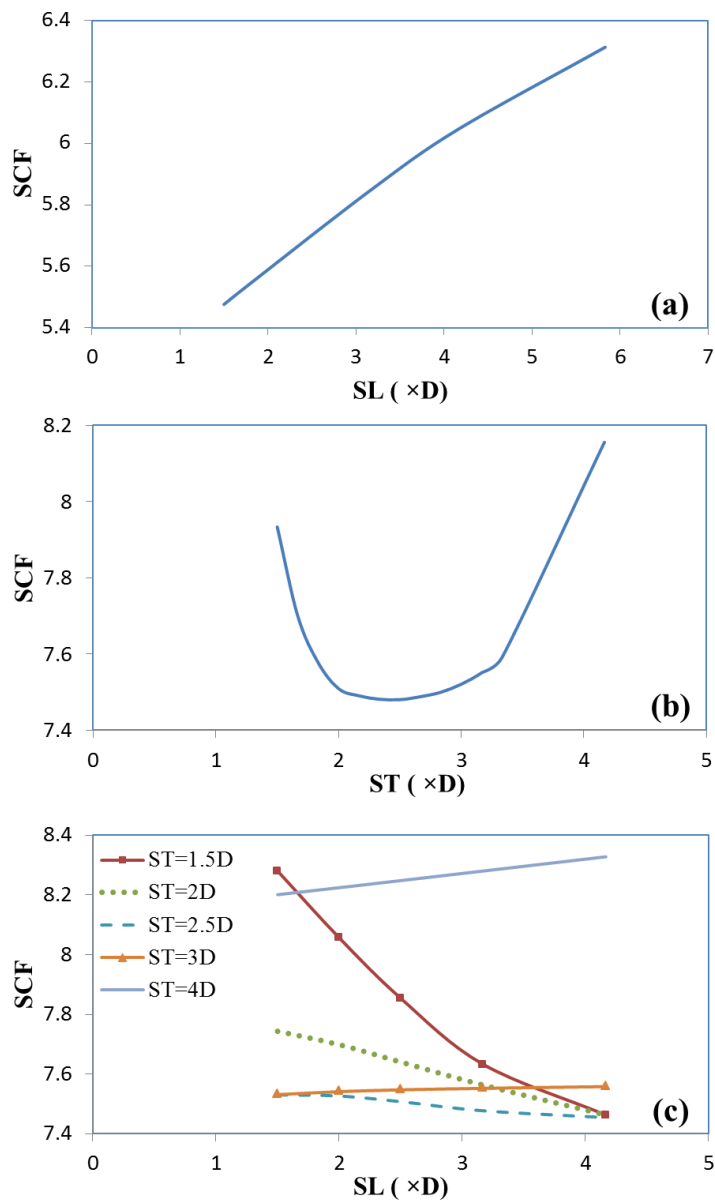 6.4
6.2
6
5.8
5.6
5.4
SCF
0 1 2 3 4 5 6 7
SL ( ×D)
(a)
8.2
8
7.8
7.6
7.4
SCF
0 1 2 3 4 5
ST ( ×D)
(b)
8.4
8.2
8
7.8
7.6
7.4
SCF
ST=1.5D
ST=2D
ST=2.5D
ST=3D
ST=4D
(c)
0 1 2 3 4 5
SL ( ×D)